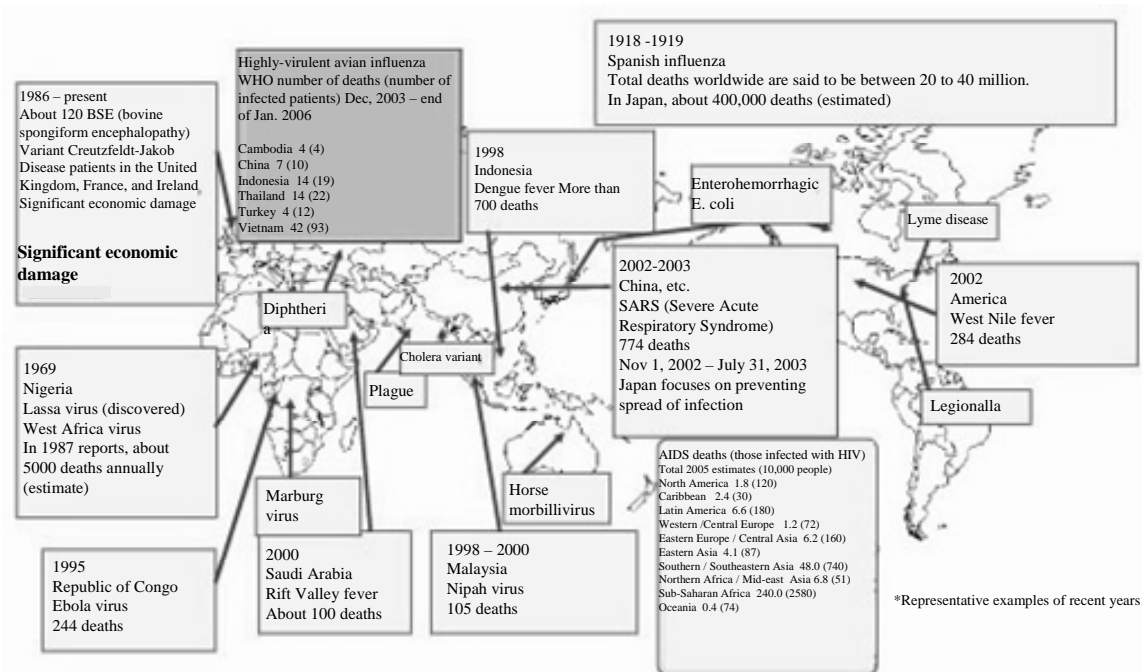 1918 -1919
Spanish influenza
Total deaths worldwide are said to be between 20 to 40 million.
In Japan, about 400,000 deaths (estimated)
Highly-virulent avian influenza
WHO number of deaths (number of
infected patients) Dec, 2003 – end
of Jan. 2006
Cambodia 4 (4)
China 7 (10)
Indonesia 14 (19)
Thailand 14 (22)
Turkey 4 (12)
Vietnam 42 (93)
1986 – present
About 120 BSE (bovine
spongiform encephalopathy)
Variant Creutzfeldt-Jakob
Disease patients in the United
Kingdom, France, and Ireland
Significant economic damage
Significant economic
damage
1998
Indonesia
Dengue fever More than
700 deaths
Enterohemorrhagic
E. coli
Lyme disease
2002-2003
China, etc.
SARS (Severe Acute
Respiratory Syndrome)
774 deaths
Nov 1, 2002 – July 31, 2003
Japan focuses on preventing
spread of infection
2002
America
West Nile fever
284 deaths
Diphtheri
a
Cholera variant
Plague
Legionalla
1969
Nigeria
Lassa virus (discovered)
West Africa virus
In 1987 reports, about
5000 deaths annually
(estimate)
Marburg
virus
Horse
morbillivirus
AIDS deaths (those infected with HIV)
Total 2005 estimates (10,000 people)
North America 1.8 (120)
Caribbean 2.4 (30)
Latin America 6.6 (180)
Western /Central Europe 1.2 (72)
Eastern Europe / Central Asia 6.2 (160)
Eastern Asia 4.1 (87)
Southern / Southeastern Asia 48.0 (740)
Northern Africa / Mid-east Asia 6.8 (51)
Sub-Saharan Africa 240.0 (2580)
Oceania 0.4 (74)
1995
Republic of Congo
Ebola virus
244 deaths
2000
Saudi Arabia
Rift Valley fever
About 100 deaths
1998 – 2000
Malaysia
Nipah virus
105 deaths
*Representative examples of recent years